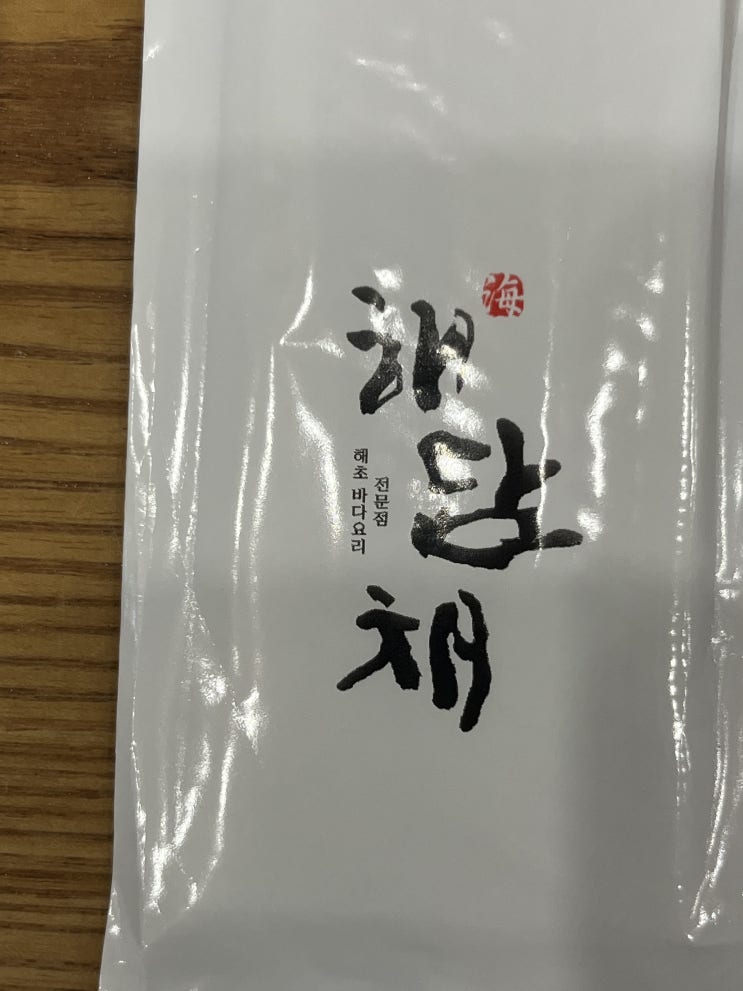 海
해담채
해초 바다요리
전문점